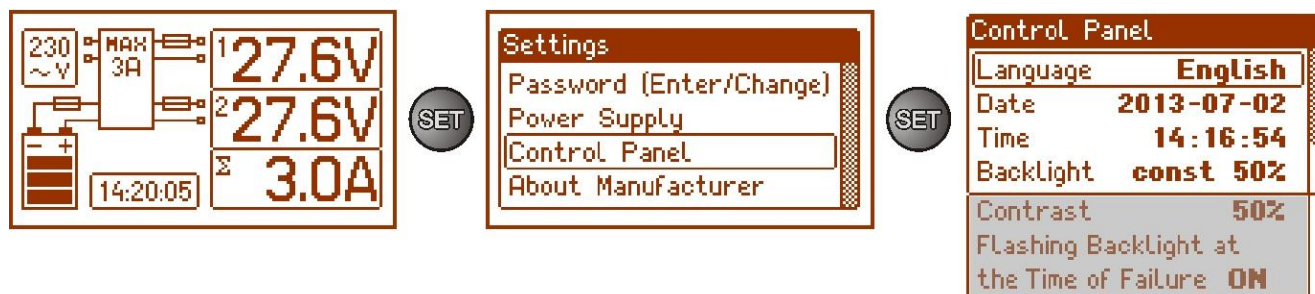 230
~V
MAX
3A
1 27.6V
2 27.6V
Σ 3.0A
- +
14:20:05
SET
Settings
Password (Enter/Change)
Power Supply
Control Panel
About Manufacturer
SET
Control Panel
Language English
Date 2013-07-02
Time 14:16:54
Backlight const 50%
Contrast 50%
Flashing Backlight at
the Time of Failure ON